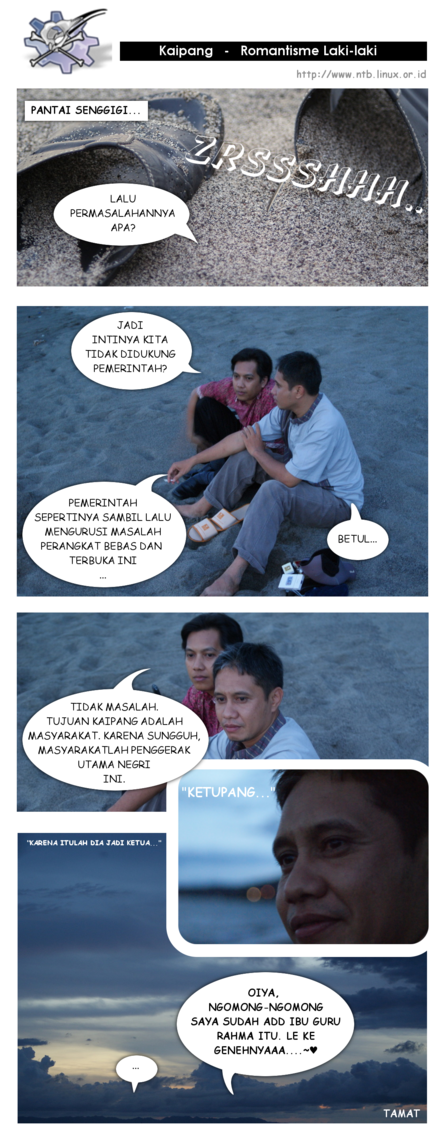 Kaipang - Romantisme Laki-laki
http://www.ntb.linux.or.id
PANTAI SENGGIGI...
ZRSSSHHH..
LALU
PERMASALAHANNYA
APA?
JADI
INTINYA KITA
TIDAK DIDUKUNG
PEMERINTAH?
PEMERINTAH
SEPERTINYA SAMBIL LALU
MENGURUSI MASALAH
PERANGKAT BEBAS DAN
TERBUKA INI
...
BETUL...
TIDAK MASALAH.
TUJUAN KAIPANG ADALAH
MASYARAKAT. KARENA SUNGGUH,
MASYARAKATLAH PENGGERAK
UTAMA NEGRI
INI.
"KETUPANG..."
"KARENA ITULAH DIA JADI KETUA..."
OIYA,
NGOMONG-NGOMONG
SAYA SUDAH ADD IBU GURU
RAHMA ITU. LE KE
GENEHNYAAA....~♥
...
TAMAT